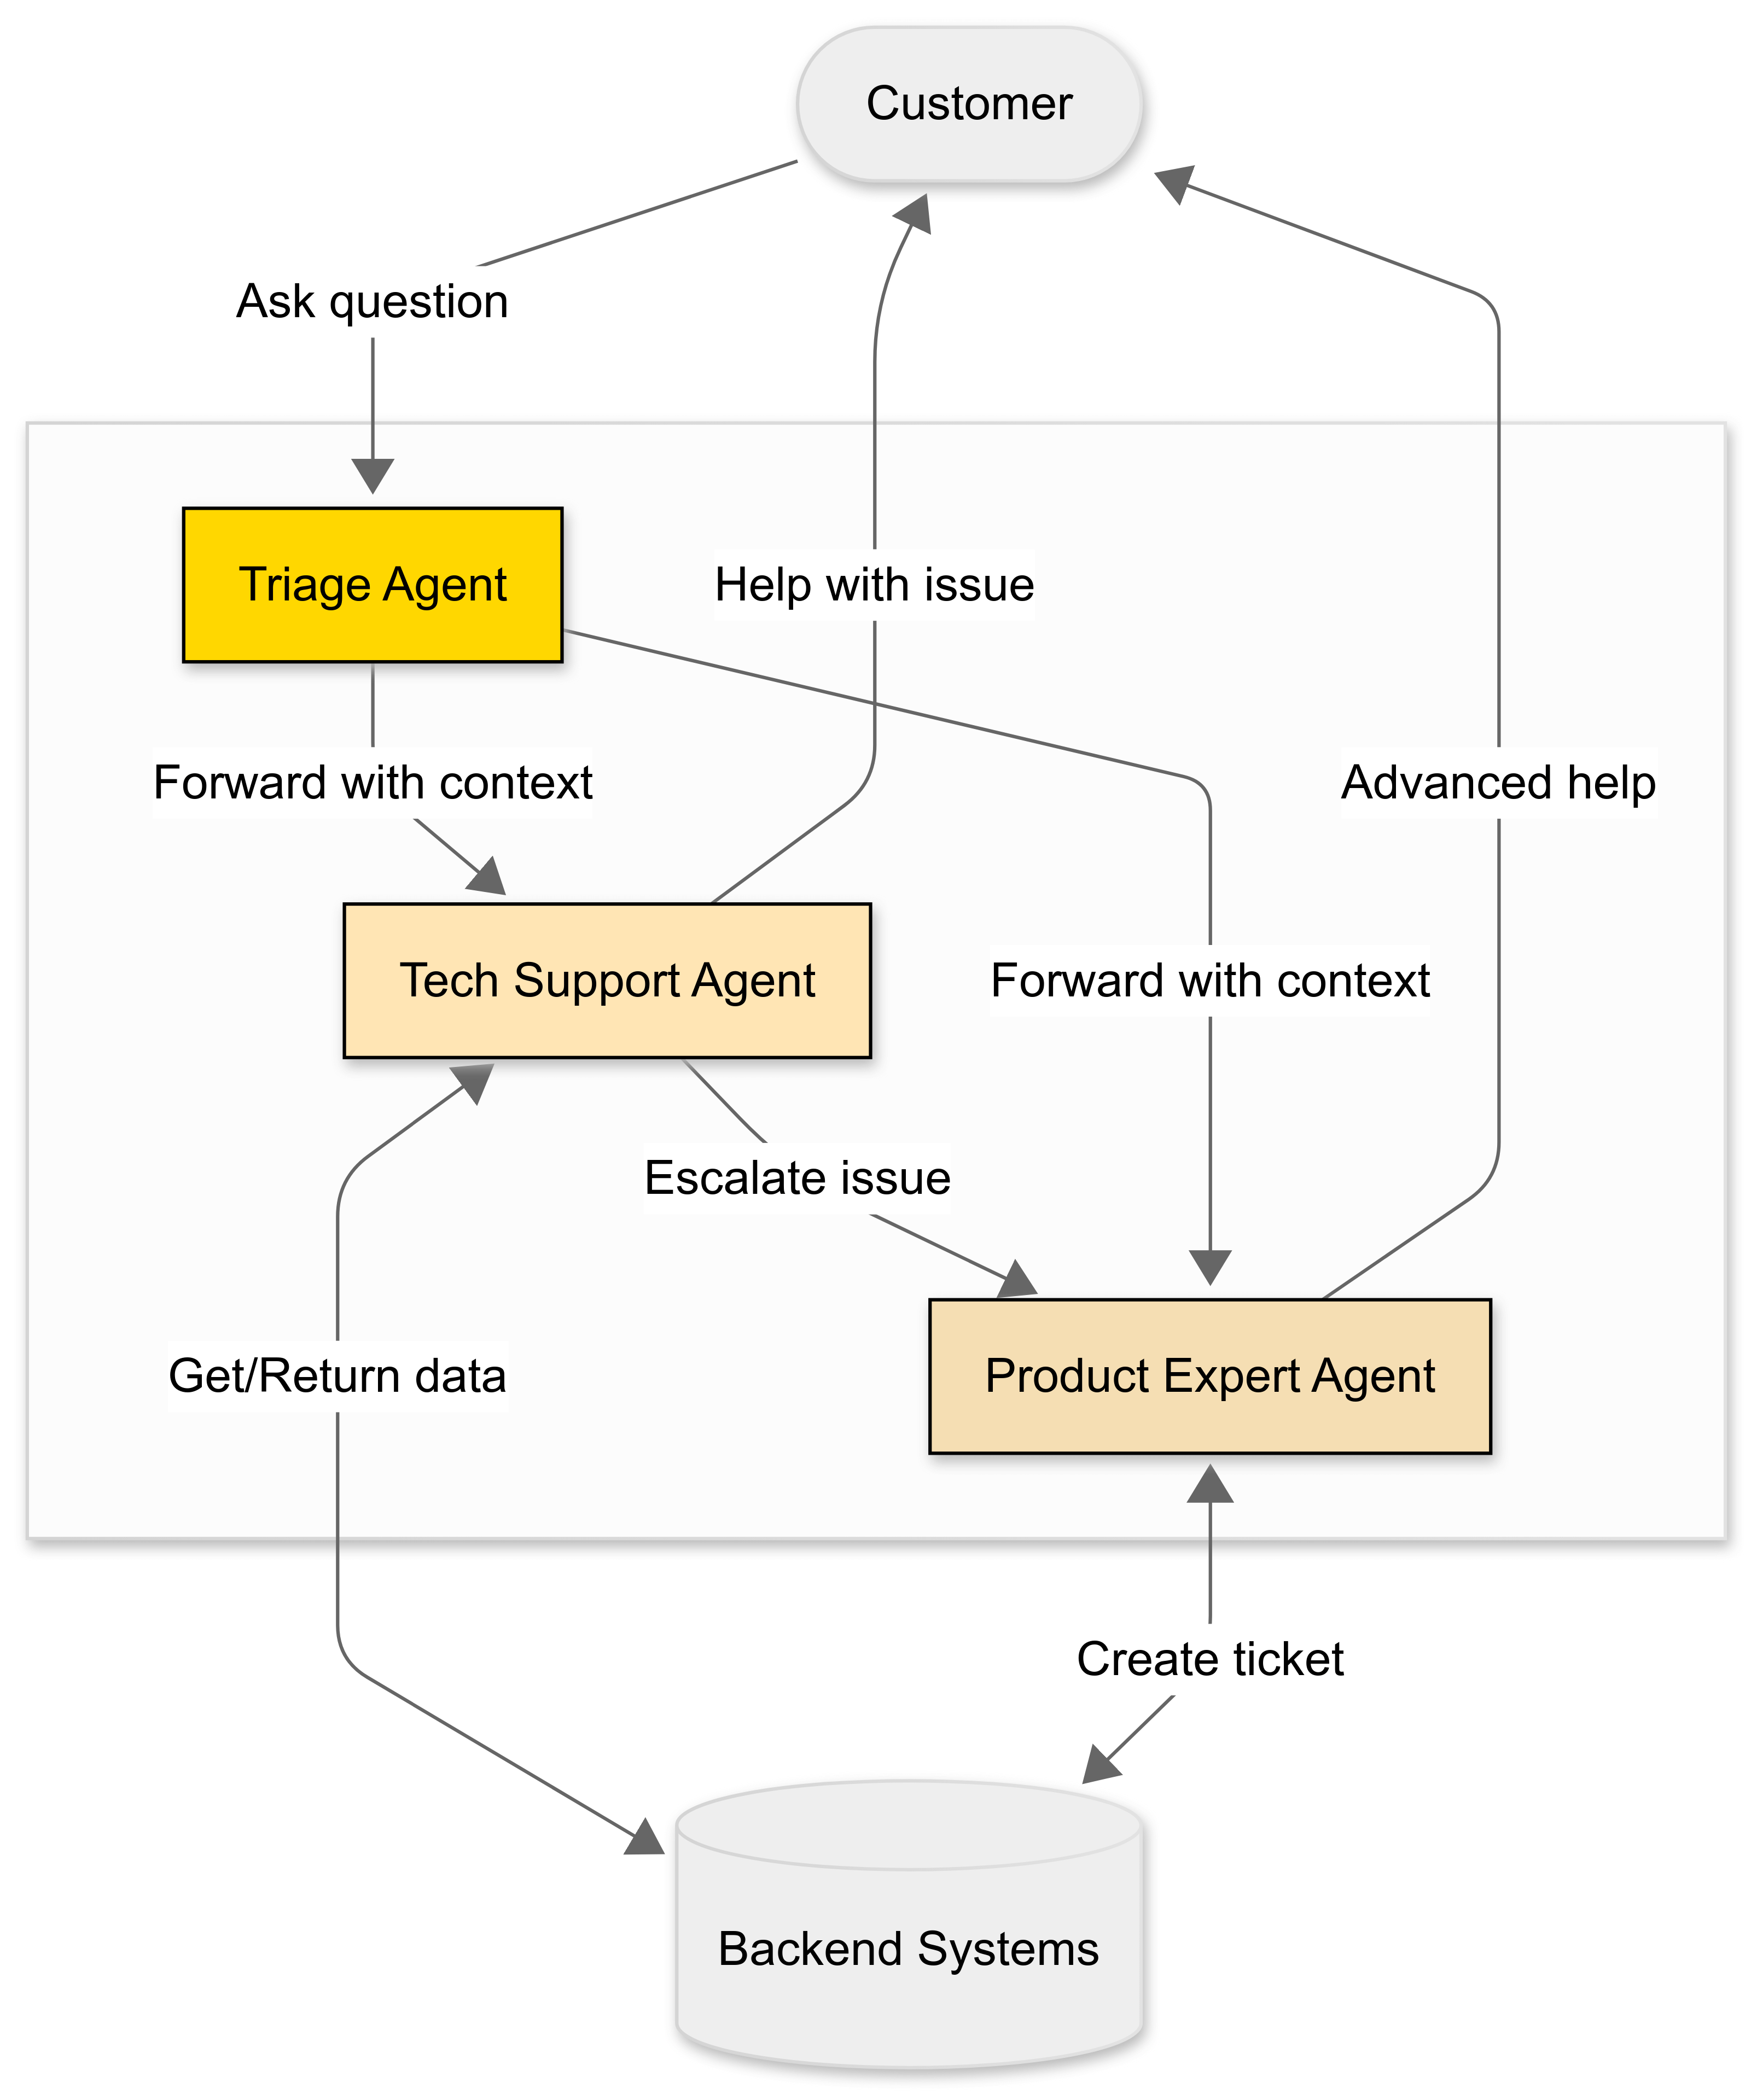 Customer
Ask question
Triage Agent
Help with issue
Forward with context
Advanced help
Tech Support Agent
Forward with context
Escalate issue
Get/Return data
Product Expert Agent
Create ticket
Backend Systems